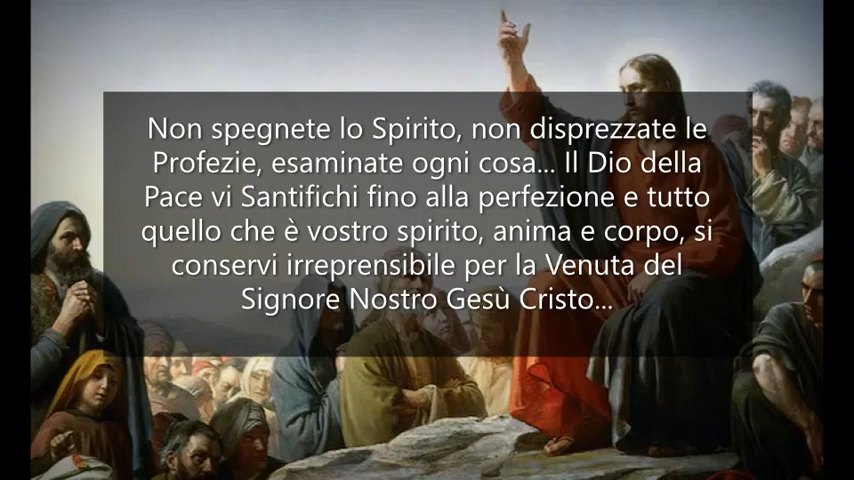 Non spegnete lo Spirito, non disprezzate le
Profezie, esaminate ogni cosa... Il Dio della
Pace vi Santifichi fino alla perfezione e tutto
quello che è vostro spirito, anima e corpo, si
conservi irreprensibile per la Venuta del
Signore Nostro Gesù Cristo...